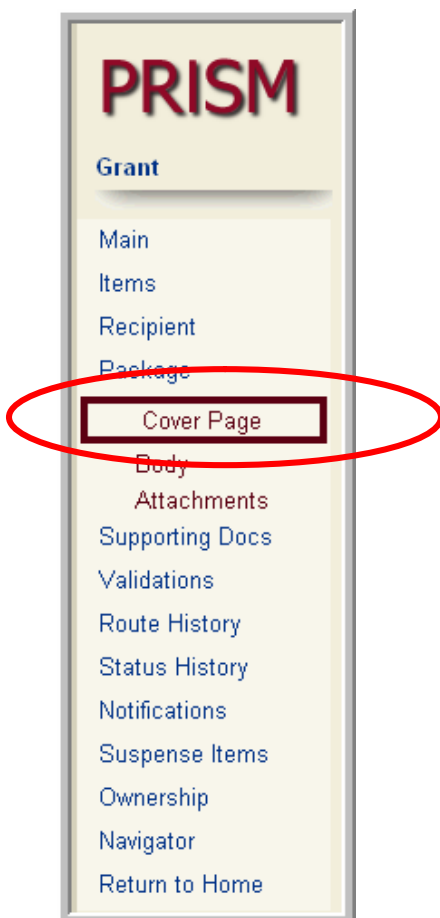 PRISM
Grant
Main
Items
Recipient
Package
Cover Page
Body
Attachments
Supporting Docs
Validations
Route History
Status History
Notifications
Suspense Items
Ownership
Navigator
Return to Home